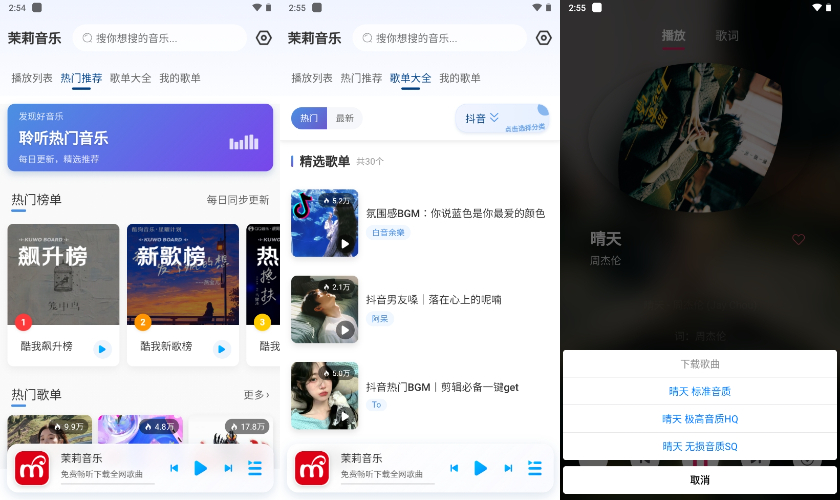 2:54
茉莉音乐
搜你想搜的音乐...
播放列表 热门推荐 歌单大全 我的歌单
发现好音乐
聆听热门音乐
每日更新，精选推荐
热门榜单
每日同步更新
KUWO BOARD
飙升榜
1
酷我飙升榜
KUWO BOARD
新歌榜
2
酷我新歌榜
KUWO BOARD
热
3
酷我热
热门歌单
更多
9.9万
4.8万
17.8万
茉莉音乐
免费畅听下载全网歌曲
2:55
茉莉音乐
搜你想搜的音乐...
播放列表 热门推荐 歌单大全 我的歌单
热门 最新
抖音
点击选择分类
精选歌单 共30个
5.2万
氛围感BGM：你说蓝色是你最爱的颜色
白音余樂
2.1万
抖音男友嗓｜落在心上的呢喃
阿吴
5.0万
抖音热门BGM｜剪辑必备一键get
To
茉莉音乐
免费畅听下载全网歌曲
2:55
播放 歌词
晴天
周杰伦
词：周杰伦
下载歌曲
晴天 标准音质
晴天 极高音质HQ
晴天 无损音质SQ
取消